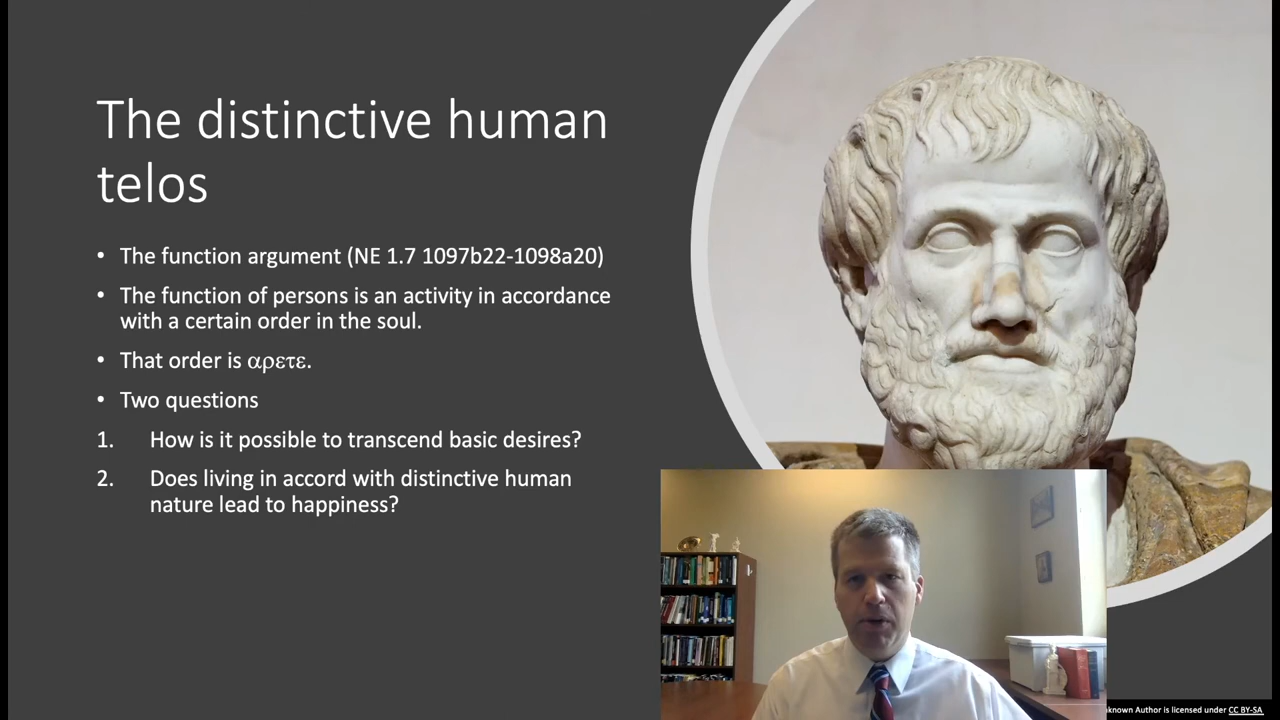 The distinctive human
telos
• The function argument (NE 1.7 1097b22-1098a20)
• The function of persons is an activity in accordance
with a certain order in the soul.
• That order is αρετε.
• Two questions
1. How is it possible to transcend basic desires?
2. Does living in accord with distinctive human
nature lead to happiness?
known Author is licensed under CC BY-SA